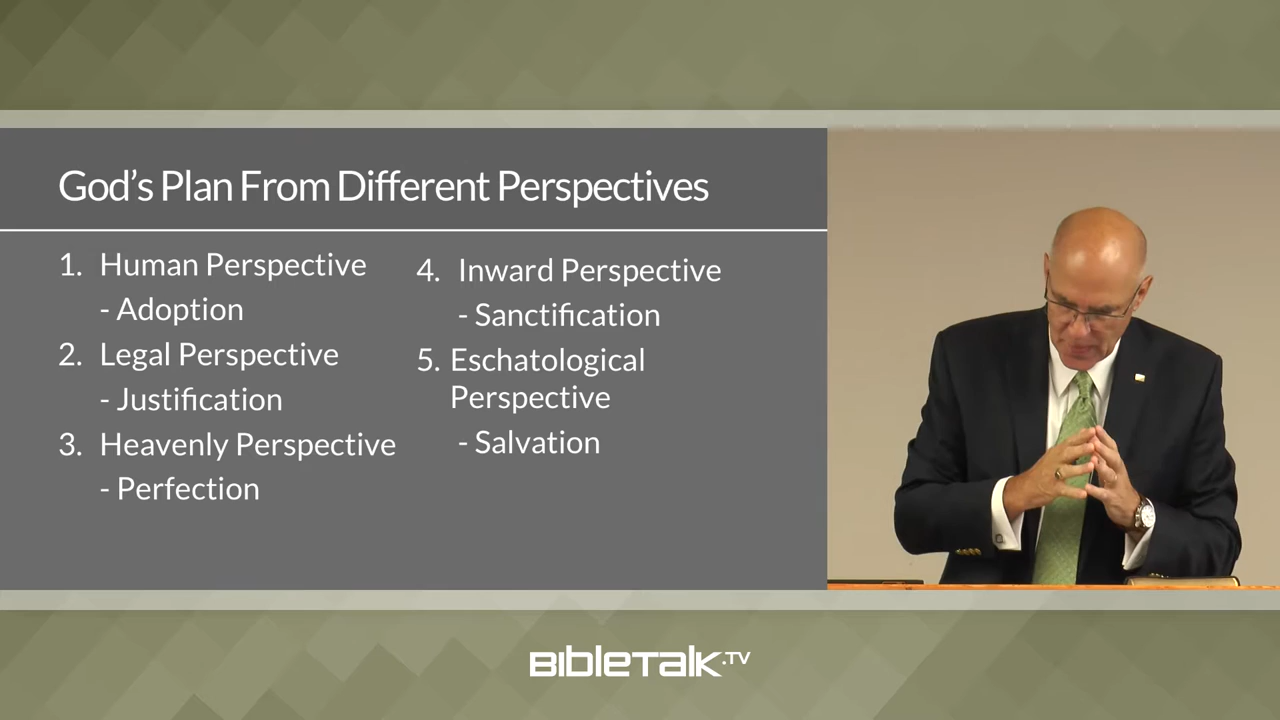 God's Plan From Different Perspectives
1. Human Perspective
- Adoption
2. Legal Perspective
- Justification
3. Heavenly Perspective
- Perfection
4. Inward Perspective
- Sanctification
5. Eschatological
Perspective
- Salvation
BibleTalk.TV